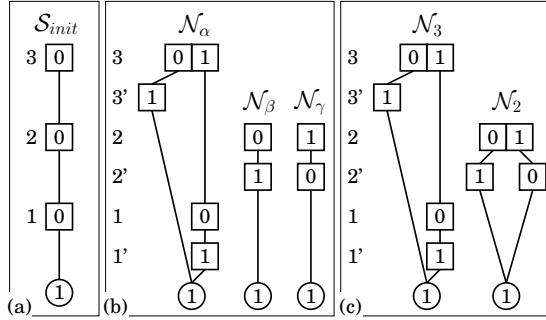 S_init N_α N_3
3 0 3 0 1 3 0 1
3' 1 N_β N_γ 3' 1 N_2
2 0 2 0 1 2 0 1
2' 1 0 2' 1 0
1 0 1 0 1 0
1' 1 1' 1
(a) 1 (b) 1 1 1 (c) 1 1